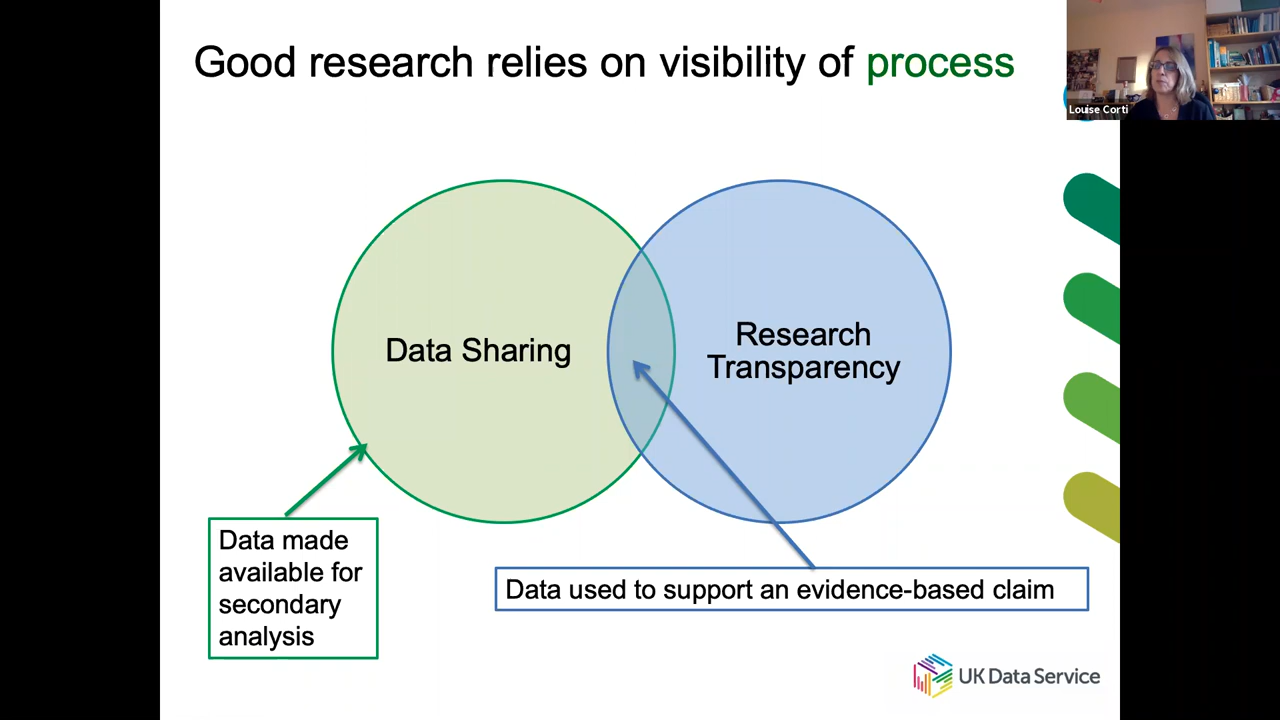 Good research relies on visibility of process
Louise Corti
Data Sharing
Research
Transparency
Data made
available for
secondary
analysis
Data used to support an evidence-based claim
UK Data Service